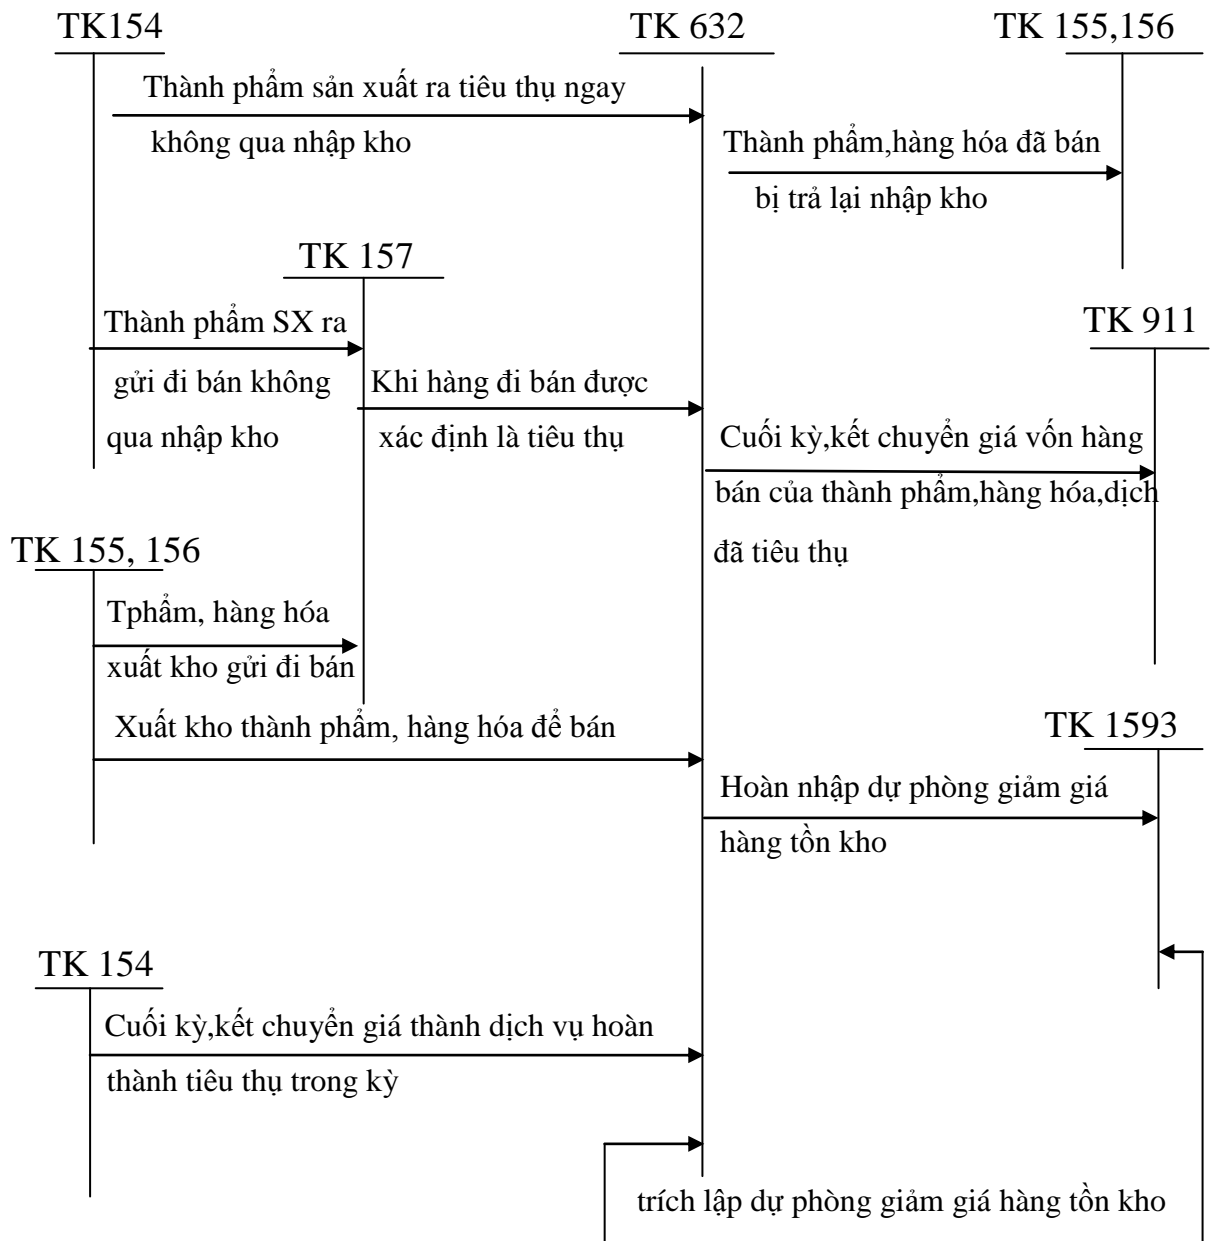 TK154
TK 632
TK 155,156
Thành phẩm sản xuất ra tiêu thụ ngay
không qua nhập kho
Thành phẩm,hàng hóa đã bán
bị trả lại nhập kho
TK 157
TK 911
Thành phẩm SX ra
gửi đi bán không
qua nhập kho
Khi hàng đi bán được
xác định là tiêu thụ
Cuối kỳ,kết chuyển giá vốn hàng
bán của thành phẩm,hàng hóa,dịch
đã tiêu thụ
TK 155, 156
Tphẩm, hàng hóa
xuất kho gửi đi bán
Xuất kho thành phẩm, hàng hóa để bán
TK 1593
Hoàn nhập dự phòng giảm giá
hàng tồn kho
TK 154
Cuối kỳ,kết chuyển giá thành dịch vụ hoàn
thành tiêu thụ trong kỳ
trích lập dự phòng giảm giá hàng tồn kho